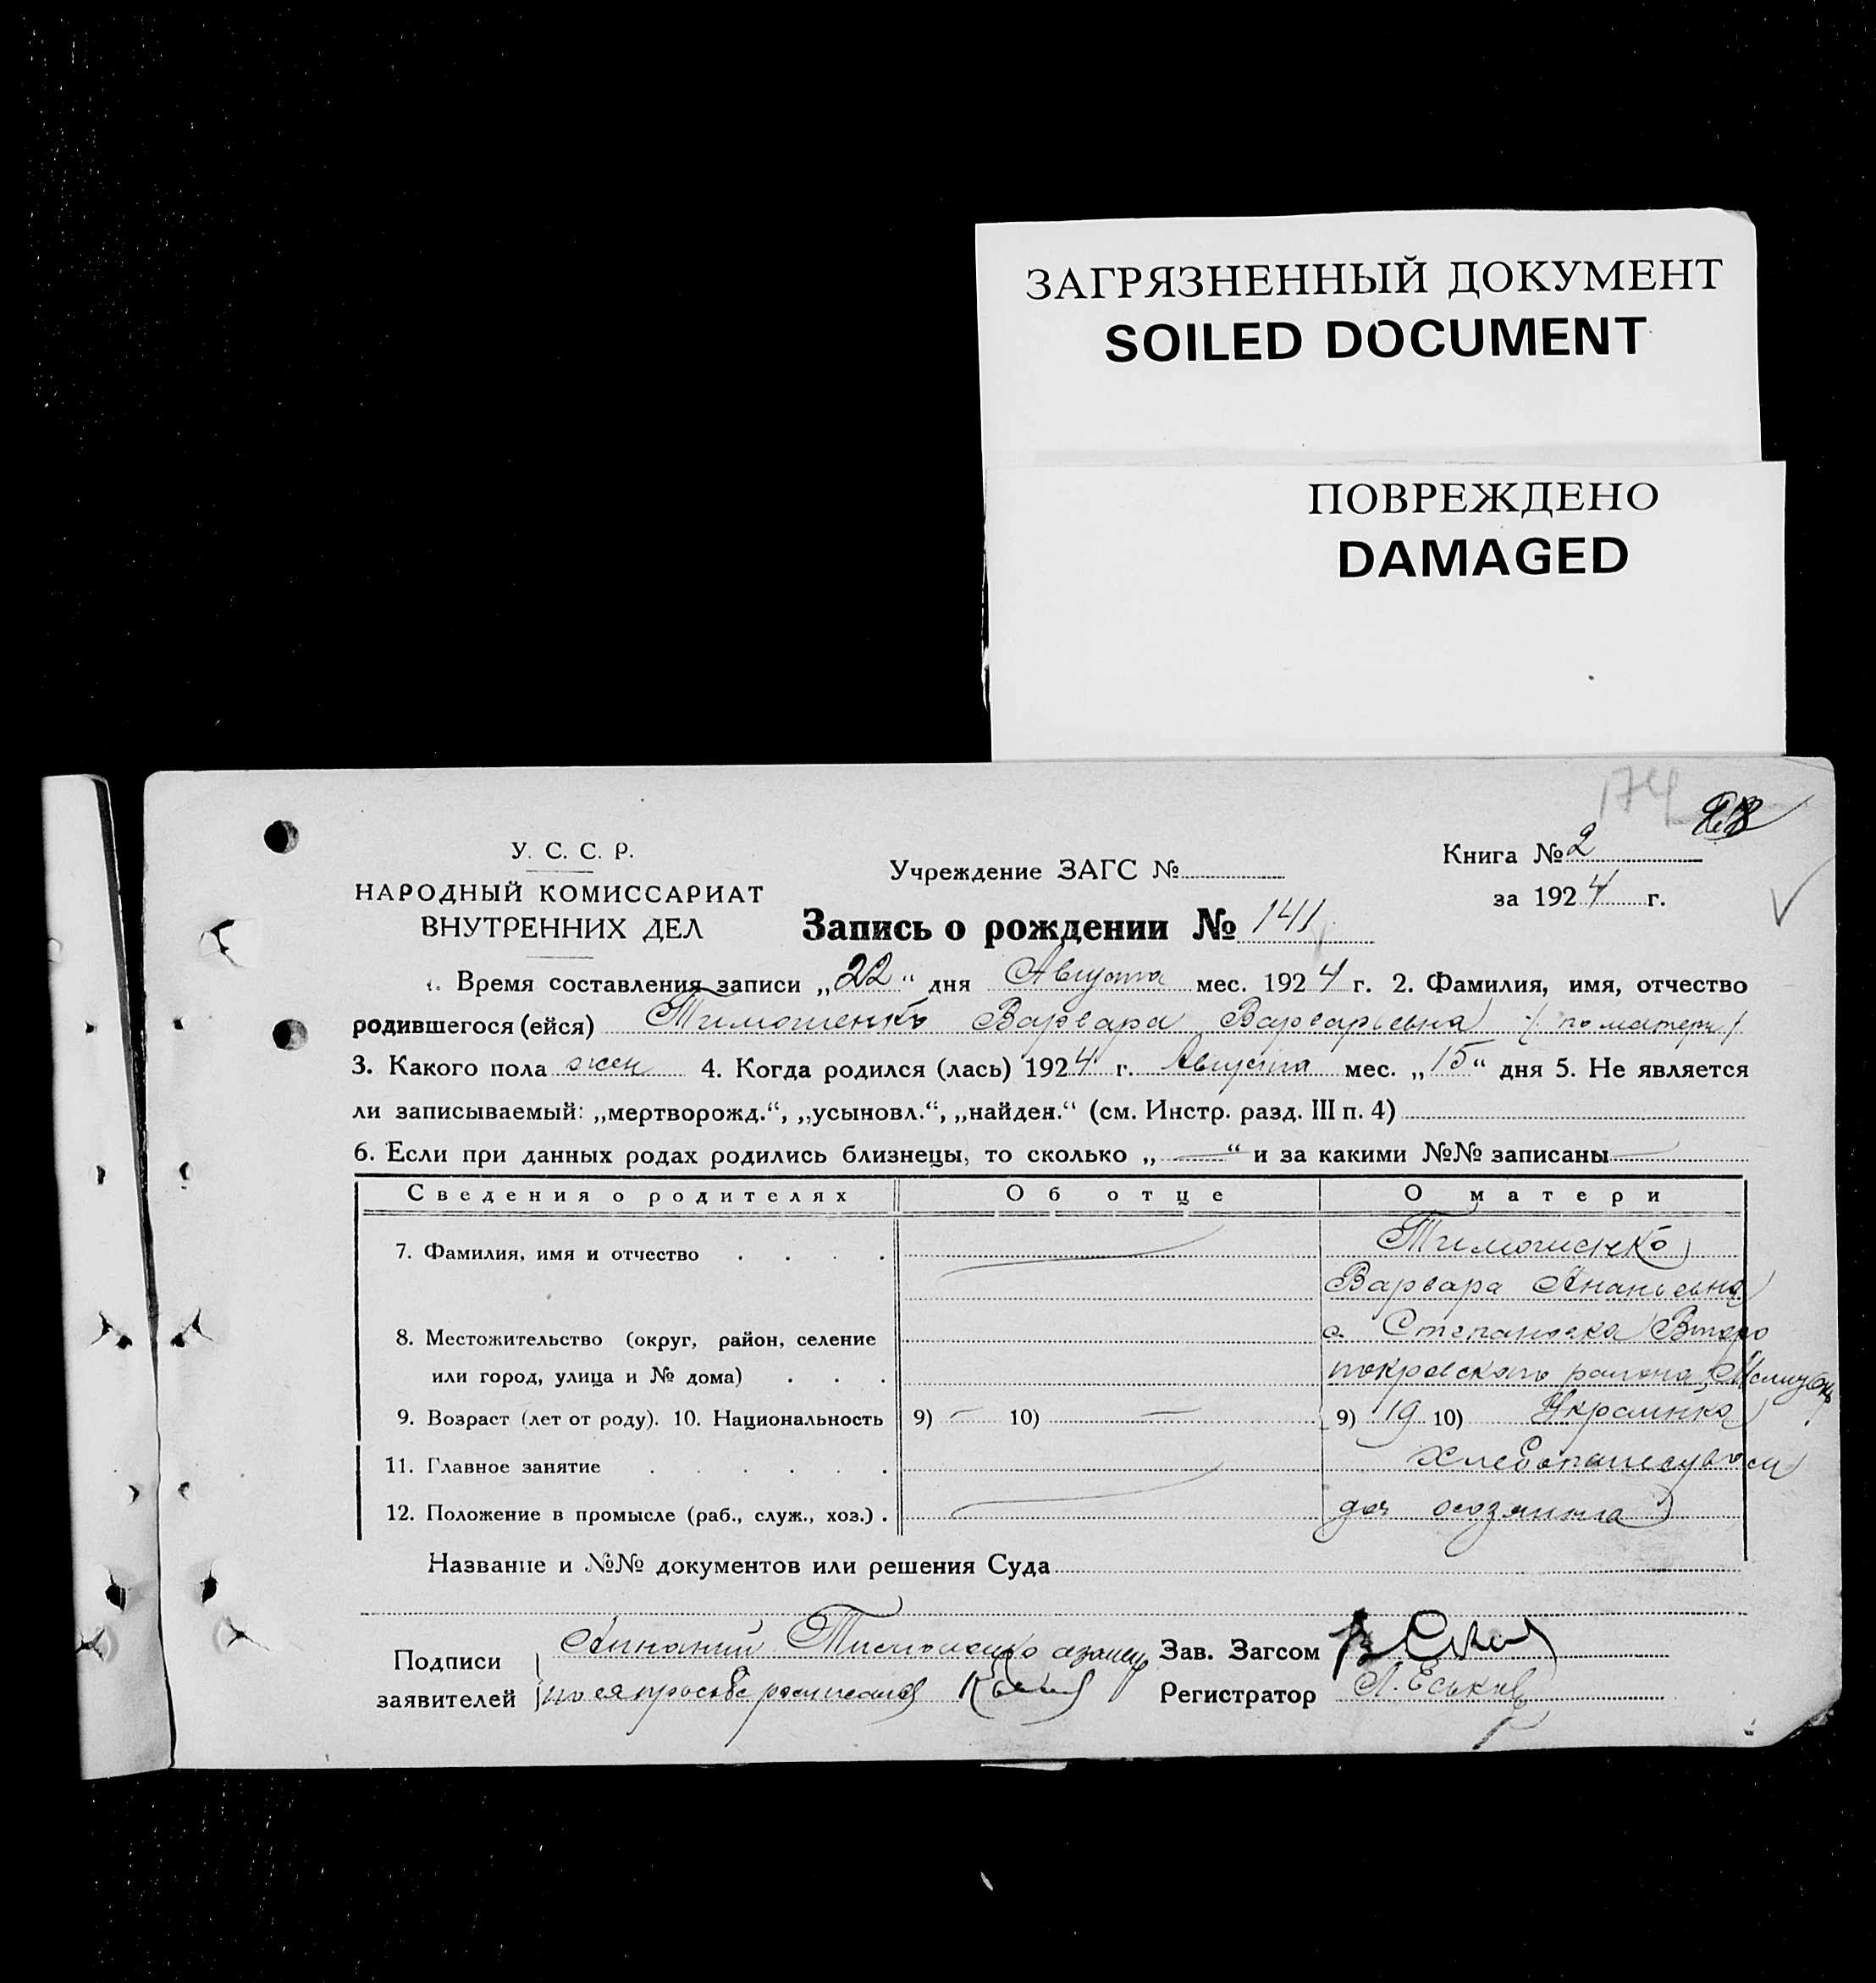 ЗАГРЯЗНЕННЫЙ ДОКУМЕНТ
SOILED DOCUMENT
ПОВРЕЖДЕНО
DAMAGED
174
У. С. С. Р.
НАРОДНЫЙ КОМИССАРИАТ
ВНУТРЕННИХ ДЕЛ
Учреждение ЗАГС №
Книга № 2
за 1924 г.
Запись о рождении № 141
1. Время составления записи „22“ дня Августа мес. 1924 г. 2. Фамилия, имя, отчество
родившегося (ейся) Тимошенко Варвара Варварьевна / по матери /
3. Какого пола жен 4. Когда родился (лась) 1924 г. Августа мес. „15“ дня 5. Не является
ли записываемый: „мертворожд.“, „усыновл.“, „найден.“ (см. Инстр. разд. III п. 4)
6. Если при данных родах родились близнецы, то сколько „—“ и за какими №№ записаны —
Сведения о родителях Об отце О матери
7. Фамилия, имя и отчество . . . . — Тимошенко
Варвара Ананьевна
8. Местожительство (округ, район, селение с. Степановка Второ
или город, улица и № дома) . . . покровского района,
9. Возраст (лет от роду). 10. Национальность 9) — 10) — 9) 19 10) Украинка
11. Главное занятие . . . . . .
12. Положение в промысле (раб., служ., хоз.) . — доч хозяина
Название и №№ документов или решения Суда
Подписи Тимошенко Зав. Загсом
заявителей Регистратор Л. Еськов